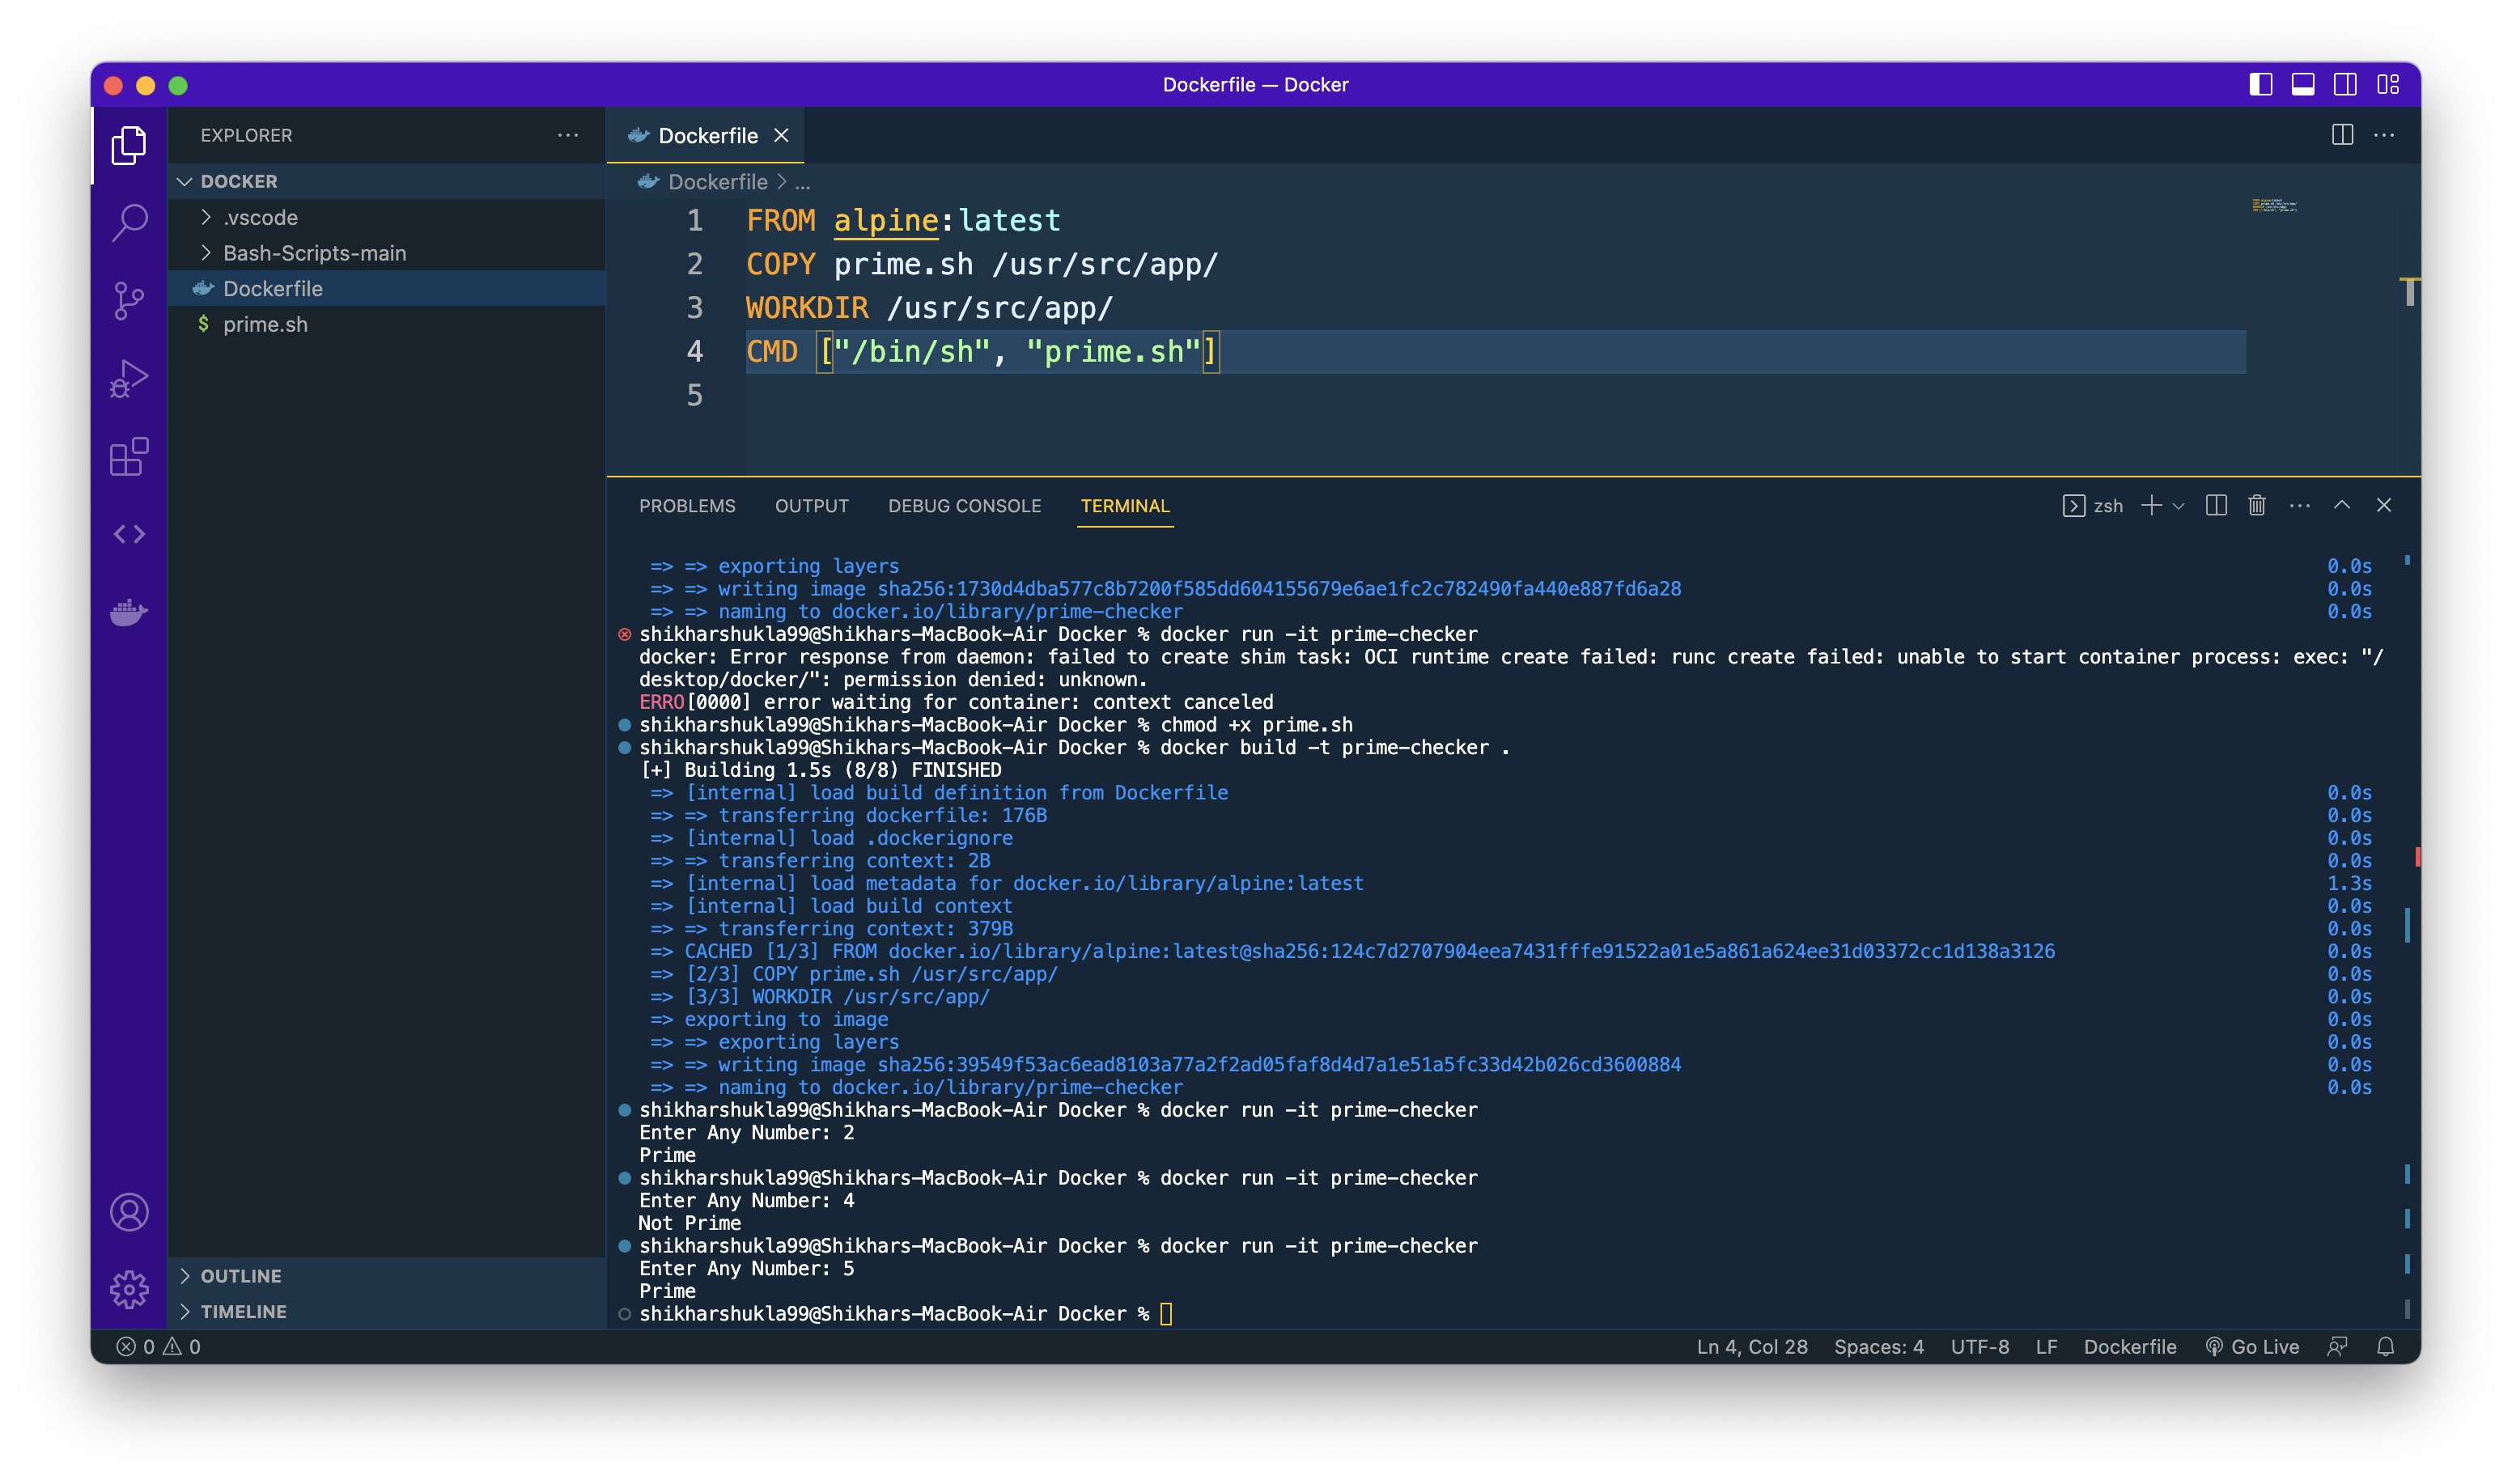 Dockerfile — Docker
EXPLORER
DOCKER
.vscode
Bash-Scripts-main
Dockerfile
$ prime.sh
OUTLINE
TIMELINE
Dockerfile
Dockerfile > ...
1 FROM alpine:latest
2 COPY prime.sh /usr/src/app/
3 WORKDIR /usr/src/app/
4 CMD ["/bin/sh", "prime.sh"]
5
PROBLEMS OUTPUT DEBUG CONSOLE TERMINAL zsh
=> => exporting layers 0.0s
=> => writing image sha256:1730d4dba577c8b7200f585dd604155679e6ae1fc2c782490fa440e887fd6a28 0.0s
=> => naming to docker.io/library/prime-checker 0.0s
shikharshukla99@Shikhars-MacBook-Air Docker % docker run -it prime-checker
docker: Error response from daemon: failed to create shim task: OCI runtime create failed: runc create failed: unable to start container process: exec: "/
desktop/docker/": permission denied: unknown.
ERRO[0000] error waiting for container: context canceled
shikharshukla99@Shikhars-MacBook-Air Docker % chmod +x prime.sh
shikharshukla99@Shikhars-MacBook-Air Docker % docker build -t prime-checker .
[+] Building 1.5s (8/8) FINISHED
=> [internal] load build definition from Dockerfile 0.0s
=> => transferring dockerfile: 176B 0.0s
=> [internal] load .dockerignore 0.0s
=> => transferring context: 2B 0.0s
=> [internal] load metadata for docker.io/library/alpine:latest 1.3s
=> [internal] load build context 0.0s
=> => transferring context: 379B 0.0s
=> CACHED [1/3] FROM docker.io/library/alpine:latest@sha256:124c7d2707904eea7431fffe91522a01e5a861a624ee31d03372cc1d138a3126 0.0s
=> [2/3] COPY prime.sh /usr/src/app/ 0.0s
=> [3/3] WORKDIR /usr/src/app/ 0.0s
=> exporting to image 0.0s
=> => exporting layers 0.0s
=> => writing image sha256:39549f53ac6ead8103a77a2f2ad05faf8d4d7a1e51a5fc33d42b026cd3600884 0.0s
=> => naming to docker.io/library/prime-checker 0.0s
shikharshukla99@Shikhars-MacBook-Air Docker % docker run -it prime-checker
Enter Any Number: 2
Prime
shikharshukla99@Shikhars-MacBook-Air Docker % docker run -it prime-checker
Enter Any Number: 4
Not Prime
shikharshukla99@Shikhars-MacBook-Air Docker % docker run -it prime-checker
Enter Any Number: 5
Prime
shikharshukla99@Shikhars-MacBook-Air Docker %
0 0 Ln 4, Col 28 Spaces: 4 UTF-8 LF Dockerfile Go Live